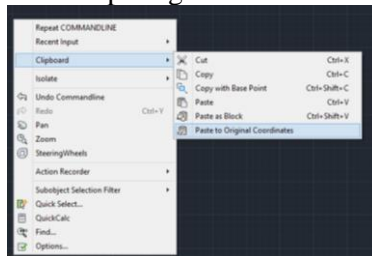 Repeat COMMANDLINE
Recent Input
Clipboard
Isolate
Undo Commandline
Redo Ctrl+Y
Pan
Zoom
SteeringWheels
Action Recorder
Subobject Selection Filter
Quick Select...
QuickCalc
Find...
Options...
Cut Ctrl+X
Copy Ctrl+C
Copy with Base Point Ctrl+Shift+C
Paste Ctrl+V
Paste as Block Ctrl+Shift+V
Paste to Original Coordinates